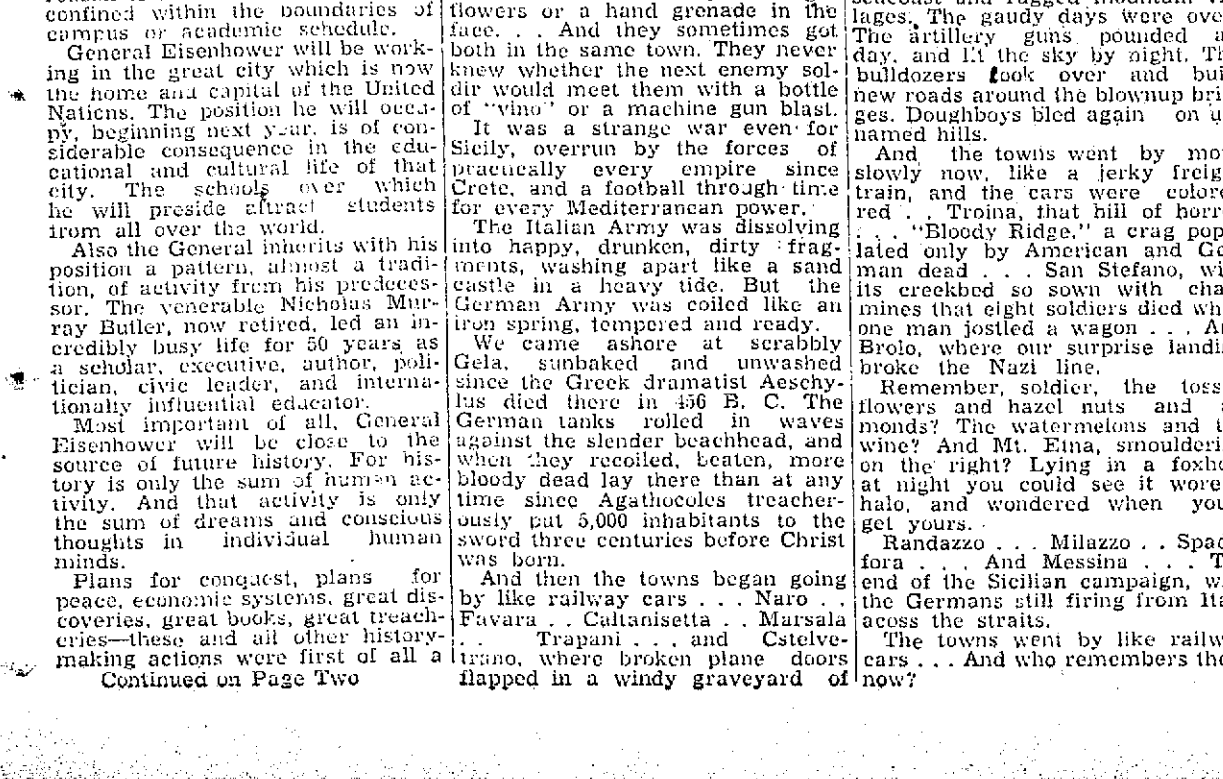 confined within the boundaries of
campus or academic schedule.
General Eisenhower will be work-
ing in the great city which is now
the home and capital of the United
Nations. The position he will occu-
py, beginning next year, is of con-
siderable consequence in the edu-
cational and cultural life of that
city. The schools over which
he will preside attract students
from all over the world.
Also the General inherits with his
position a pattern, almost a tradi-
tion, of activity from his predeces-
sor. The venerable Nicholas Mur-
ray Butler, now retired, led an in-
credibly busy life for 50 years as
a scholar, executive, author, poli-
tician, civic leader, and interna-
tionally influential educator.
Most important of all, General
Eisenhower will be close to the
source of future history. For his-
tory is only the sum of human ac-
tivity. And that activity is only
the sum of dreams and conscious
thoughts in individual human
minds.
Plans for conquest, plans for
peace, economic systems, great dis-
coveries, great books, great treach-
eries—these and all other history-
making actions were first of all a
Continued on Page Two
flowers or a hand grenade in the
face. . . And they sometimes got
both in the same town. They never
knew whether the next enemy sol-
dir would meet them with a bottle
of "vino" or a machine gun blast.
It was a strange war even for
Sicily, overrun by the forces of
practically every empire since
Crete, and a football through time
for every Mediterranean power.
The Italian Army was dissolving
into happy, drunken, dirty frag-
ments, washing apart like a sand
castle in a heavy tide. But the
German Army was coiled like an
iron spring, tempered and ready.
We came ashore at scrabbly
Gela, sunbaked and unwashed
since the Greek dramatist Aeschy-
lus died there in 456 B. C. The
German tanks rolled in waves
against the slender beachhead, and
when they recoiled, beaten, more
bloody dead lay there than at any
time since Agathocles treacher-
ously put 5,000 inhabitants to the
sword three centuries before Christ
was born.
And then the towns began going
by like railway cars . . . Naro . .
Favara . . Caltanisetta . . Marsala
. . Trapani . . . and Cstelve-
trano, where broken plane doors
flapped in a windy graveyard of
seacoast and rugged mountain
lages. The gaudy days were ove
The artillery guns pounded a
day, and lit the sky by night. T
bulldozers took over and bui
new roads around the blownup bri
ges. Doughboys bled again on u
named hills.
And the towns went by mo
slowly now, like a jerky freig
train, and the cars were colore
red . . Troina, that hill of horr
. . . "Bloody Ridge," a crag pop
lated only by American and Ge
man dead . . . San Stefano, wi
its creekbed so sown with cha
mines that eight soldiers died wh
one man jostled a wagon . . . A
Brolo, where our surprise landi
broke the Nazi line.
Remember, soldier, the toss
flowers and hazel nuts and
monds? The watermelons and t
wine? And Mt. Etna, smoulderi
on the right? Lying in a foxho
at night you could see it wore
halo, and wondered when you
get yours.
Randazzo . . . Milazzo . . Spad
fora . . . And Messina . . . T
end of the Sicilian campaign, w
the Germans still firing from Ita
acoss the straits.
The towns went by like railw
cars . . . And who remembers the
now?